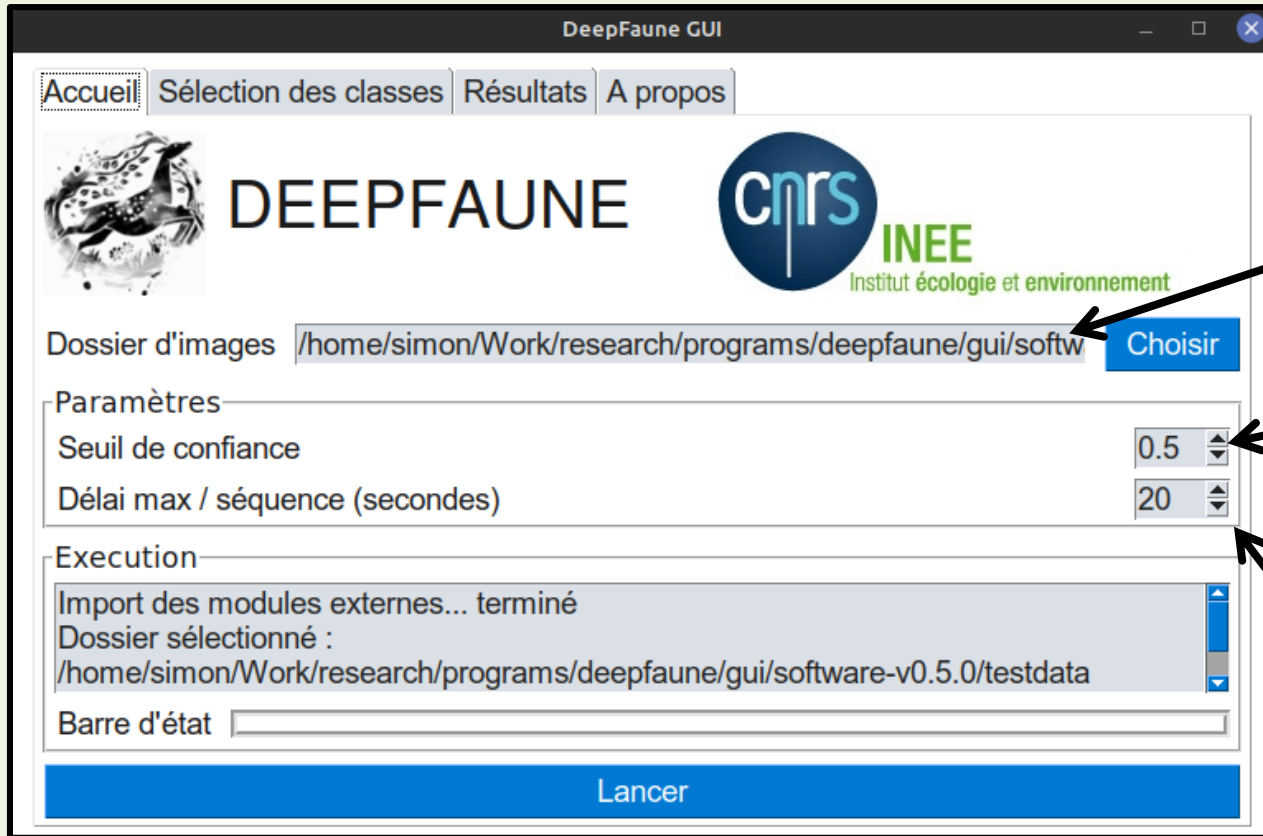 DeepFaune GUI
Accueil Sélection des classes Résultats A propos
DEEPFAUNE
cnrs
INEE
Institut écologie et environnement
Dossier d'images /home/simon/Work/research/programs/deepfaune/gui/softw Choisir
Paramètres
Seuil de confiance 0.5
Délai max / séquence (secondes) 20
Execution
Import des modules externes... terminé
Dossier sélectionné :
/home/simon/Work/research/programs/deepfaune/gui/software-v0.5.0/testdata
Barre d'état
Lancer